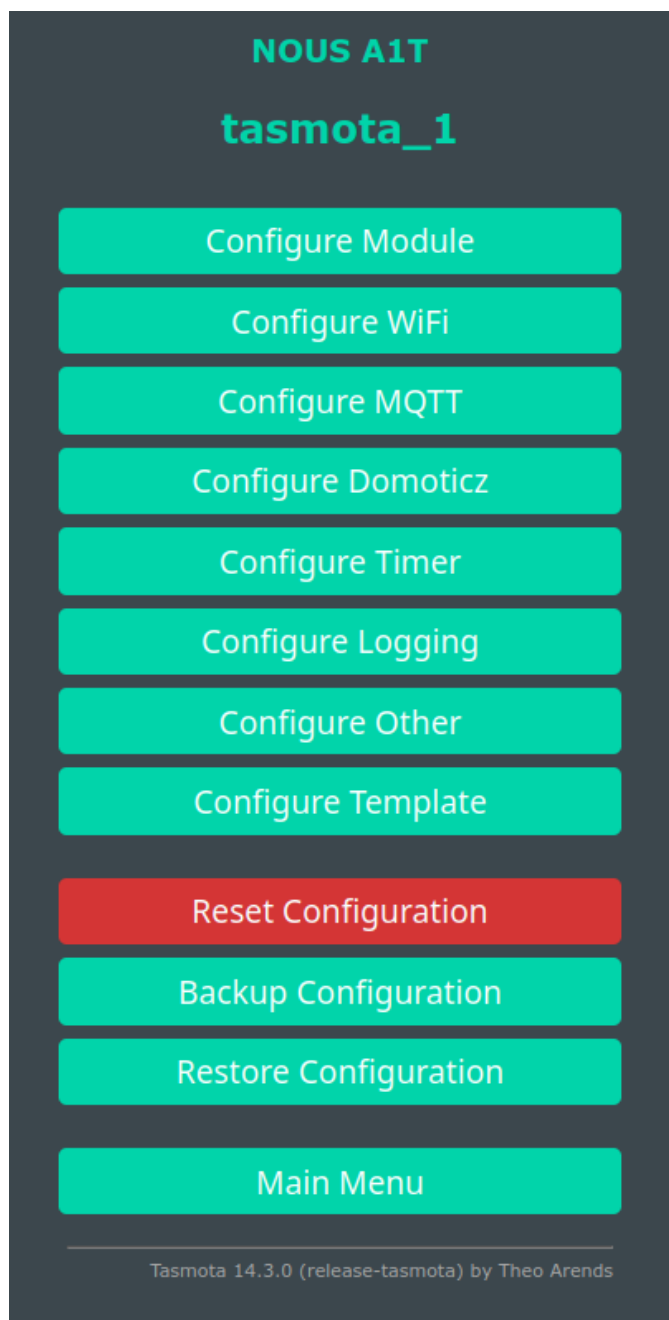 NOUS A1T
tasmota_1
Configure Module
Configure WiFi
Configure MQTT
Configure Domoticz
Configure Timer
Configure Logging
Configure Other
Configure Template
Reset Configuration
Backup Configuration
Restore Configuration
Main Menu
Tasmota 14.3.0 (release-tasmota) by Theo Arends